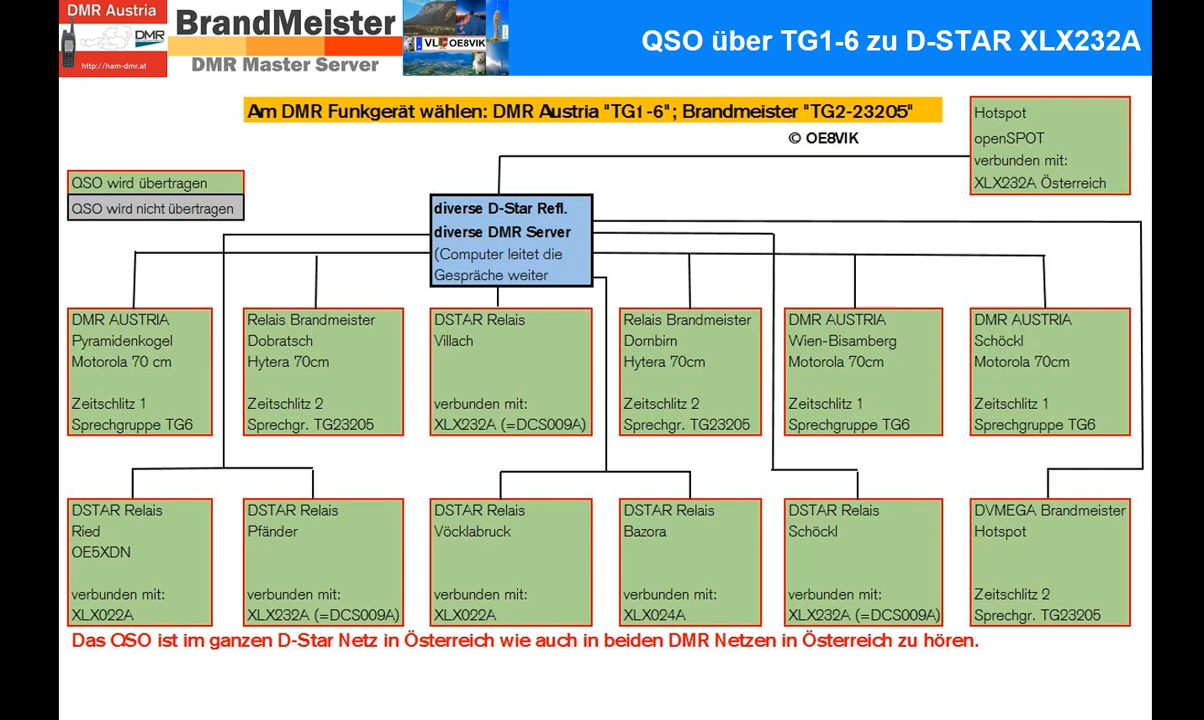 DMR Austria
DMR
http://ham-dmr.at
BrandMeister
DMR Master Server
VL OE8VIK
QSO über TG1-6 zu D-STAR XLX232A
Am DMR Funkgerät wählen: DMR Austria "TG1-6"; Brandmeister "TG2-23205"
© OE8VIK
Hotspot
openSPOT
verbunden mit:
XLX232A Österreich
QSO wird übertragen
QSO wird nicht übertragen
diverse D-Star Refl.
diverse DMR Server
(Computer leitet die
Gespräche weiter
DMR AUSTRIA
Pyramidenkogel
Motorola 70 cm
Zeitschlitz 1
Sprechgruppe TG6
Relais Brandmeister
Dobratsch
Hytera 70cm
Zeitschlitz 2
Sprechgr. TG23205
DSTAR Relais
Villach
verbunden mit:
XLX232A (=DCS009A)
Relais Brandmeister
Dornbirn
Hytera 70cm
Zeitschlitz 2
Sprechgr. TG23205
DMR AUSTRIA
Wien-Bisamberg
Motorola 70cm
Zeitschlitz 1
Sprechgruppe TG6
DMR AUSTRIA
Schöckl
Motorola 70cm
Zeitschlitz 1
Sprechgruppe TG6
DSTAR Relais
Ried
OE5XDN
verbunden mit:
XLX022A
DSTAR Relais
Pfänder
verbunden mit:
XLX232A (=DCS009A)
DSTAR Relais
Vöcklabruck
verbunden mit:
XLX022A
DSTAR Relais
Bazora
verbunden mit:
XLX024A
DSTAR Relais
Schöckl
verbunden mit:
XLX232A (=DCS009A)
DVMEGA Brandmeister
Hotspot
Zeitschlitz 2
Sprechgr. TG23205
Das QSO ist im ganzen D-Star Netz in Österreich wie auch in beiden DMR Netzen in Österreich zu hören.